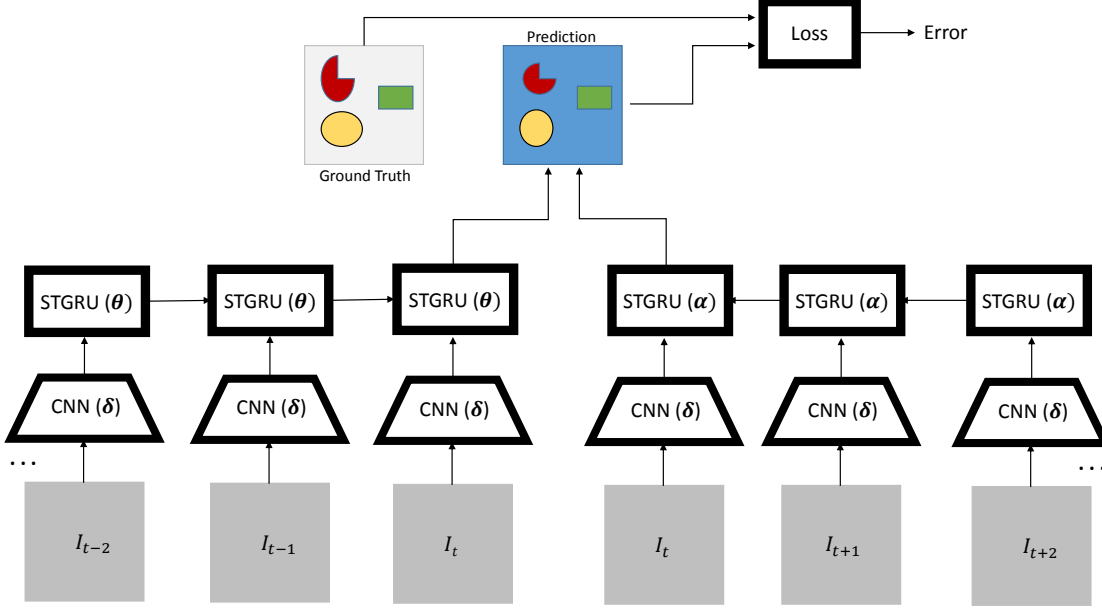 Loss
Error
Prediction
Ground Truth
STGRU (θ)
STGRU (θ)
STGRU (θ)
STGRU (α)
STGRU (α)
STGRU (α)
CNN (δ)
CNN (δ)
CNN (δ)
CNN (δ)
CNN (δ)
CNN (δ)
...
...
I_{t−2}
I_{t−1}
I_t
I_t
I_{t+1}
I_{t+2}